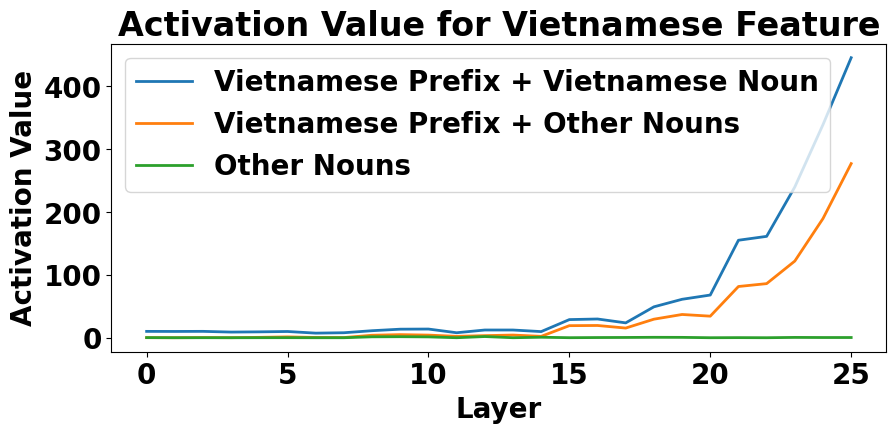 Activation Value for Vietnamese Feature
Vietnamese Prefix + Vietnamese Noun
Vietnamese Prefix + Other Nouns
Other Nouns
Activation Value
400
300
200
100
0
0 5 10 15 20 25
Layer